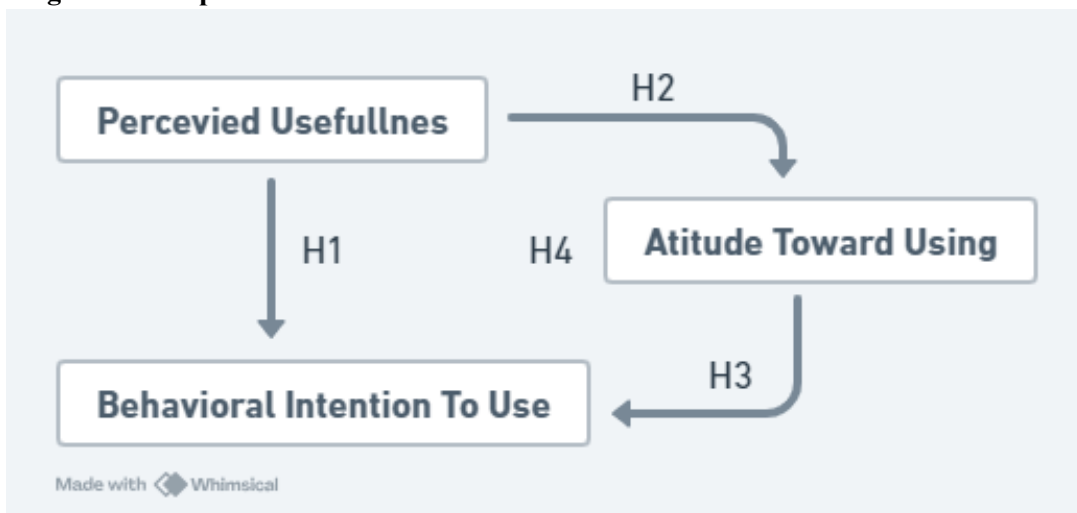 H2
Percevied Usefullnes
H1
H4
Atitude Toward Using
H3
Behavioral Intention To Use
Made with Whimsical